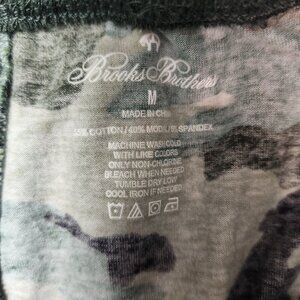 Brooks Brothers
M
MADE IN CHINA
55% COTTON / 40% MODAL / 5% SPANDEX
MACHINE WASH COLD
WITH LIKE COLORS
ONLY NON-CHLORINE
BLEACH WHEN NEEDED
TUMBLE DRY LOW
COOL IRON IF NEEDED